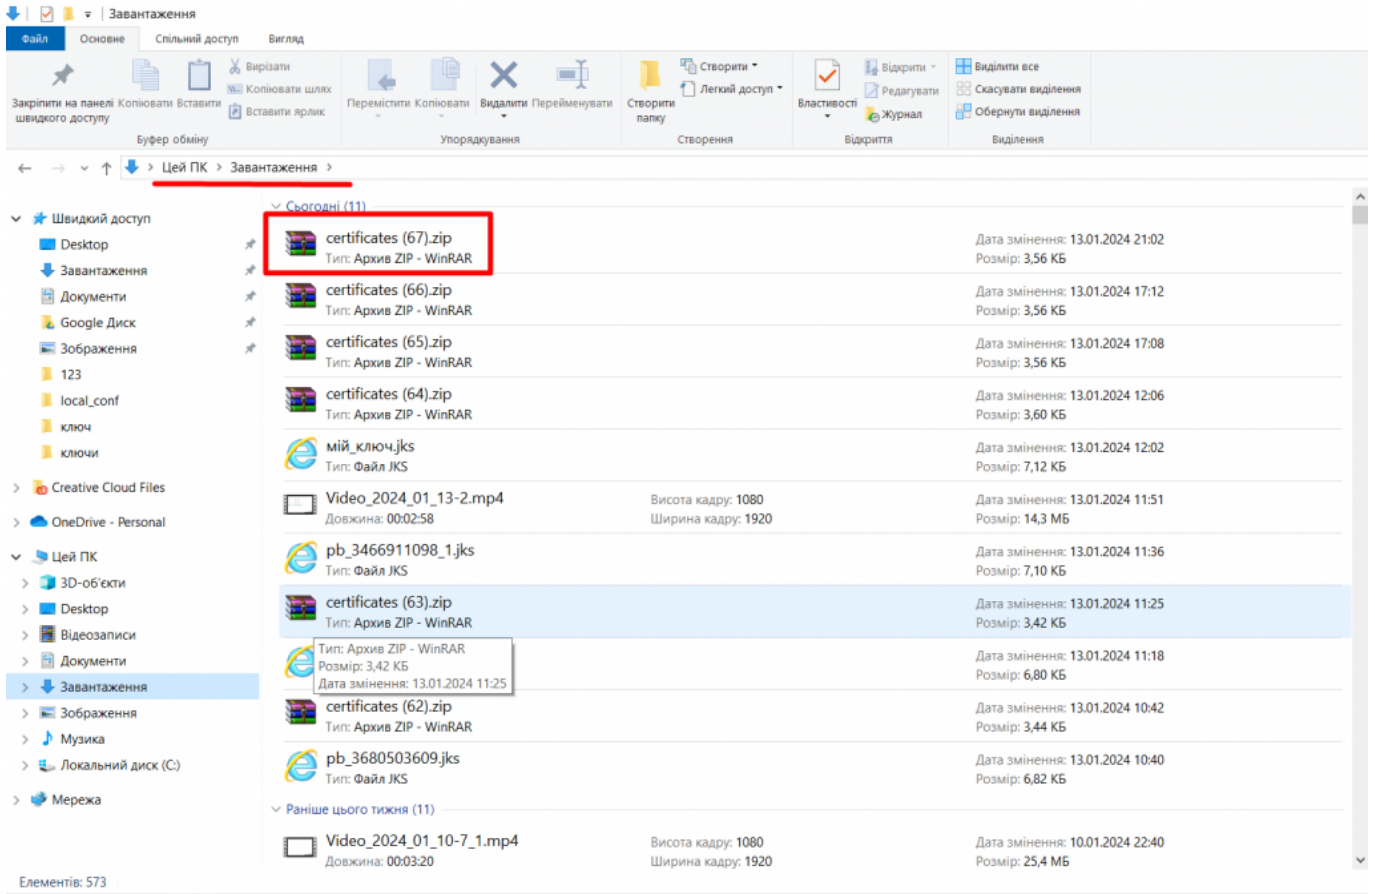 Завантаження
Файл Основне Спільний доступ Вигляд
Закріпити на панелі швидкого доступу
Копіювати
Вставити
Вирізати
Копіювати шлях
Вставити ярлик
Буфер обміну
Перемістити
Копіювати
Видалити
Перейменувати
Упорядкування
Створити папку
Створити
Легкий доступ
Створення
Властивості
Відкрити
Редагувати
Журнал
Відкриття
Виділити все
Скасувати виділення
Обернути виділення
Виділення
Цей ПК > Завантаження >
Швидкий доступ
Desktop
Завантаження
Документи
Google Диск
Зображення
123
local_conf
ключ
ключи
Creative Cloud Files
OneDrive - Personal
Цей ПК
3D-об'єкти
Desktop
Відеозаписи
Документи
Завантаження
Зображення
Музика
Локальний диск (C:)
Мережа
Сьогодні (11)
certificates (67).zip
Тип: Архив ZIP - WinRAR
Дата змінення: 13.01.2024 21:02
Розмір: 3,56 КБ
certificates (66).zip
Тип: Архив ZIP - WinRAR
Дата змінення: 13.01.2024 17:12
Розмір: 3,56 КБ
certificates (65).zip
Тип: Архив ZIP - WinRAR
Дата змінення: 13.01.2024 17:08
Розмір: 3,56 КБ
certificates (64).zip
Тип: Архив ZIP - WinRAR
Дата змінення: 13.01.2024 12:06
Розмір: 3,60 КБ
мій_ключ.jks
Тип: Файл JKS
Дата змінення: 13.01.2024 12:02
Розмір: 7,12 КБ
Video_2024_01_13-2.mp4
Довжина: 00:02:58
Висота кадру: 1080
Ширина кадру: 1920
Дата змінення: 13.01.2024 11:51
Розмір: 14,3 МБ
pb_3466911098_1.jks
Тип: Файл JKS
Дата змінення: 13.01.2024 11:36
Розмір: 7,10 КБ
certificates (63).zip
Тип: Архив ZIP - WinRAR
Дата змінення: 13.01.2024 11:25
Розмір: 3,42 КБ
Тип: Архив ZIP - WinRAR
Розмір: 3,42 КБ
Дата змінення: 13.01.2024 11:25
Дата змінення: 13.01.2024 11:18
Розмір: 6,80 КБ
certificates (62).zip
Тип: Архив ZIP - WinRAR
Дата змінення: 13.01.2024 10:42
Розмір: 3,44 КБ
pb_3680503609.jks
Тип: Файл JKS
Дата змінення: 13.01.2024 10:40
Розмір: 6,82 КБ
Раніше цього тижня (11)
Video_2024_01_10-7_1.mp4
Довжина: 00:03:20
Висота кадру: 1080
Ширина кадру: 1920
Дата змінення: 10.01.2024 22:40
Розмір: 25,4 МБ
Елементів: 573